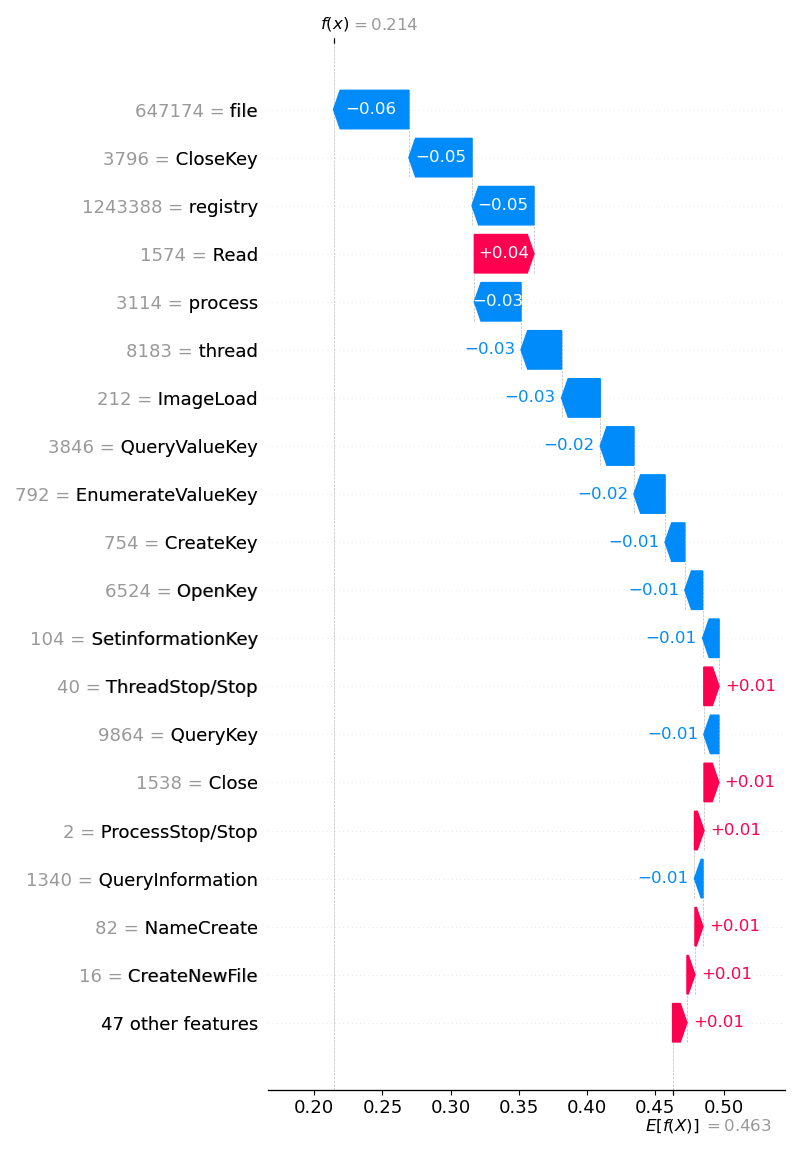 f(x) = 0.214
647174 = file −0.06
3796 = CloseKey −0.05
1243388 = registry −0.05
1574 = Read +0.04
3114 = process −0.03
8183 = thread −0.03
212 = ImageLoad −0.03
3846 = QueryValueKey −0.02
792 = EnumerateValueKey −0.02
754 = CreateKey −0.01
6524 = OpenKey −0.01
104 = SetinformationKey −0.01
40 = ThreadStop/Stop +0.01
9864 = QueryKey −0.01
1538 = Close +0.01
2 = ProcessStop/Stop +0.01
1340 = QueryInformation −0.01
82 = NameCreate +0.01
16 = CreateNewFile +0.01
47 other features +0.01
0.20 0.25 0.30 0.35 0.40 0.45 0.50
E[f(X)] = 0.463